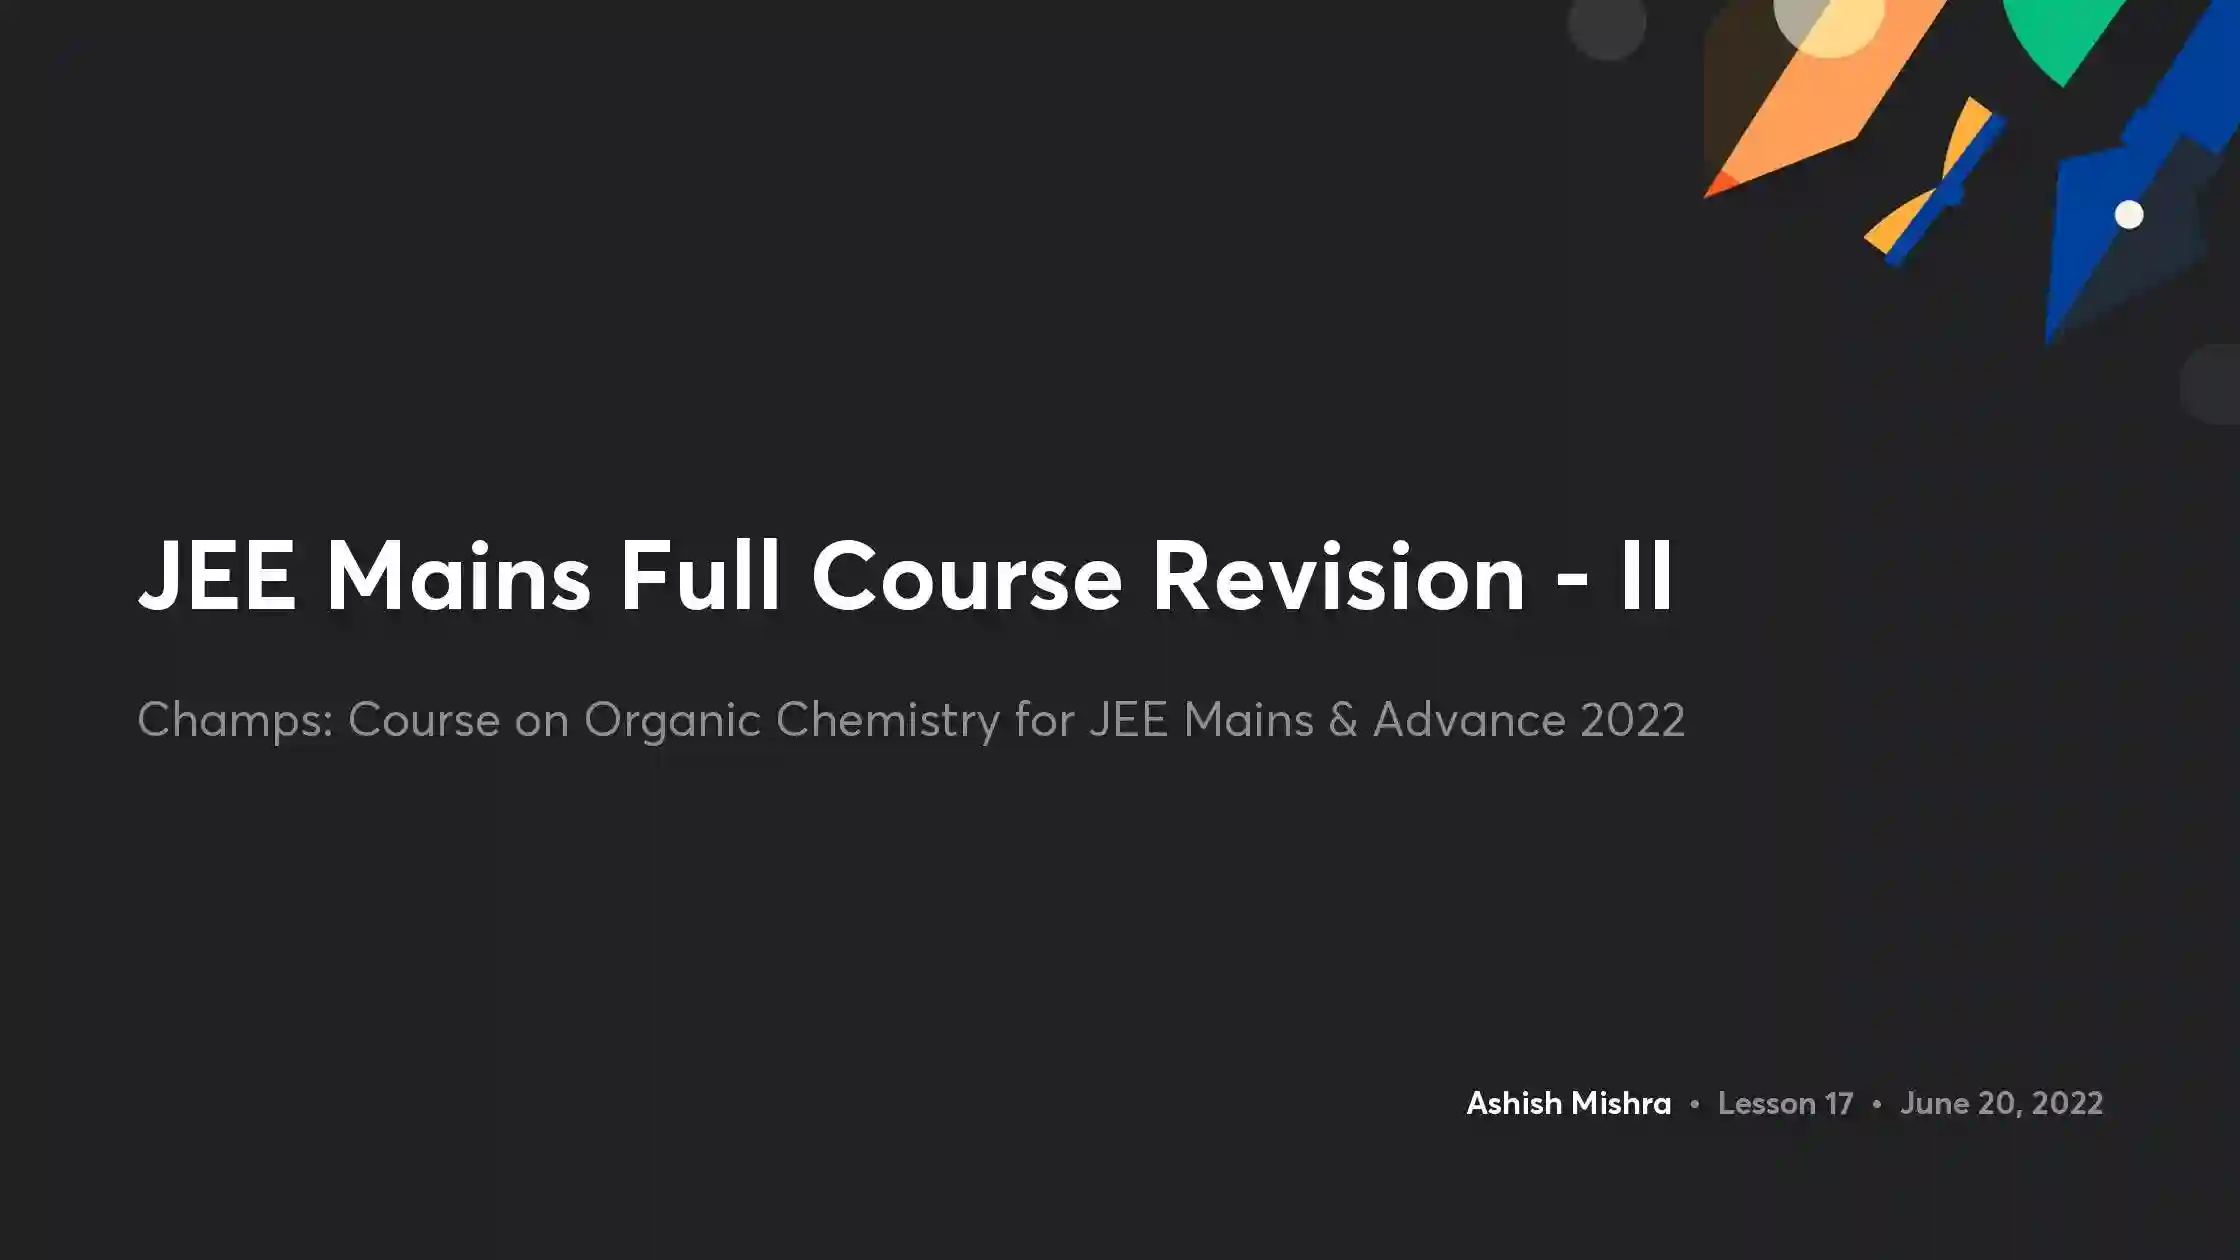 JEE Mains Full Course Revision - II
Champs: Course on Organic Chemistry for JEE Mains & Advance 2022
Ashish Mishra • Lesson 17 • June 20, 2022